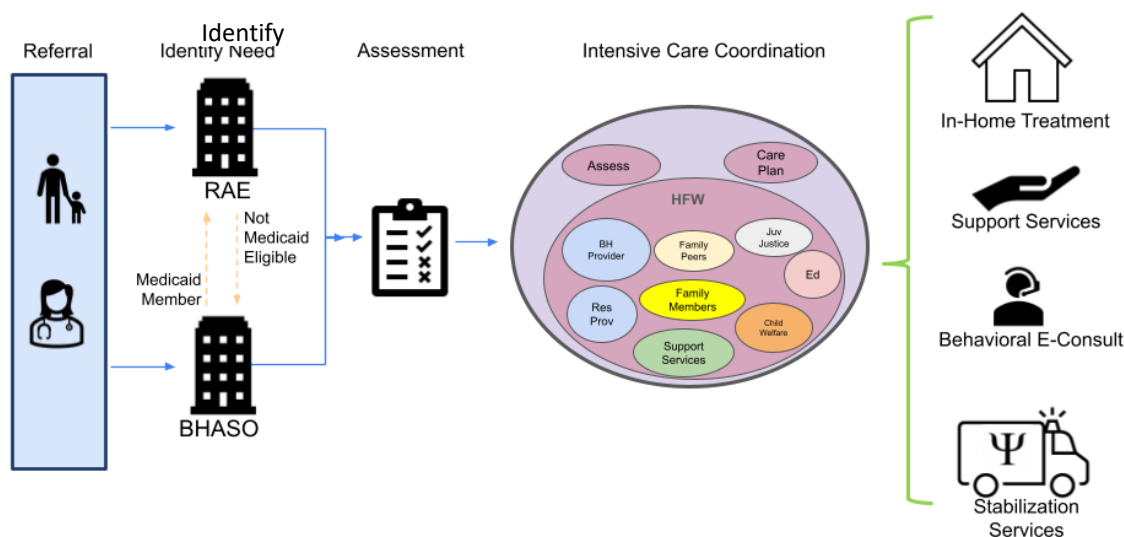 Identify
Referral
Identify Need
Assessment
Intensive Care Coordination
RAE
Not
Medicaid
Eligible
Medicaid
Member
BHASO
Assess
Care
Plan
HFW
BH
Provider
Family
Peers
Juv
Justice
Ed
Res
Prov
Family
Members
Child
Welfare
Support
Services
In-Home Treatment
Support Services
Behavioral E-Consult
Ψ
Stabilization
Services